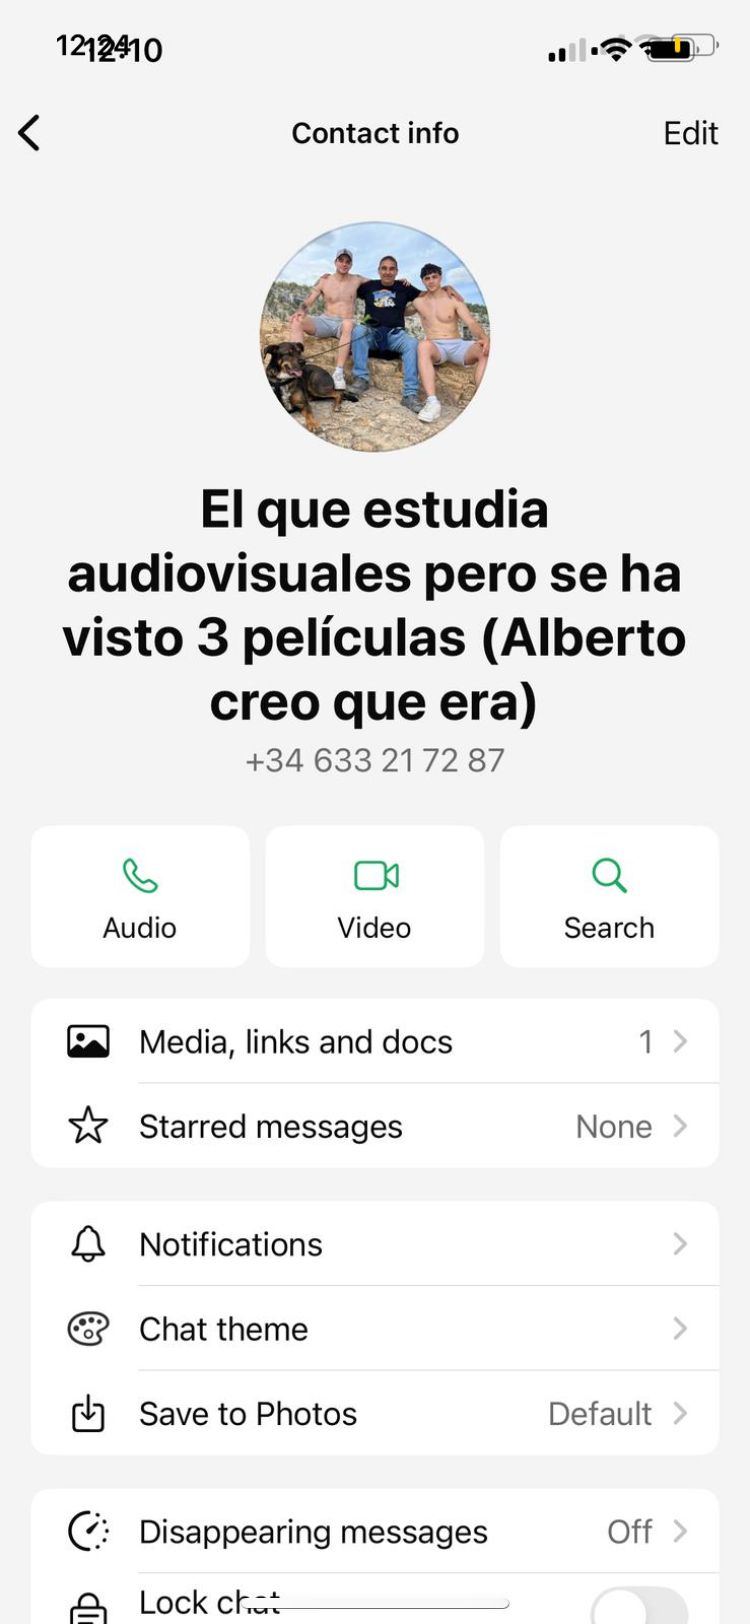 12:24
12:10
Contact info
Edit
El que estudia
audiovisuales pero se ha
visto 3 películas (Alberto
creo que era)
+34 633 21 72 87
Audio
Video
Search
Media, links and docs 1
Starred messages None
Notifications
Chat theme
Save to Photos Default
Disappearing messages Off
Lock chat